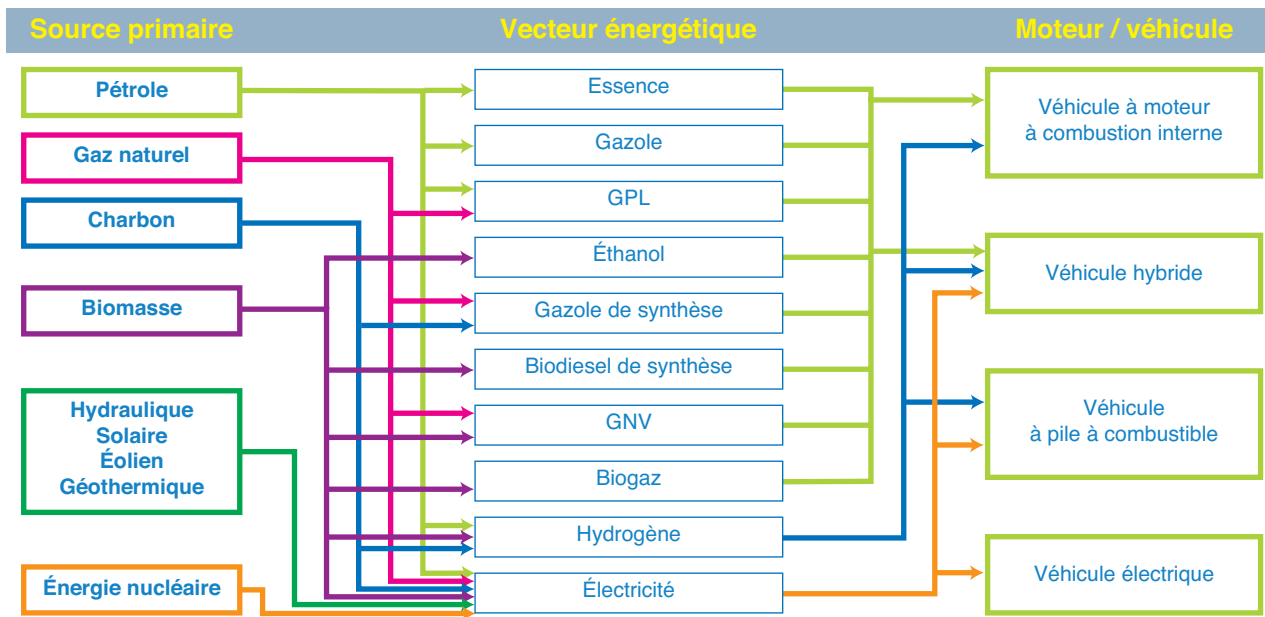 Source primaire
Vecteur énergétique
Moteur / véhicule
Pétrole
Gaz naturel
Charbon
Biomasse
Hydraulique
Solaire
Éolien
Géothermique
Énergie nucléaire
Essence
Gazole
GPL
Éthanol
Gazole de synthèse
Biodiesel de synthèse
GNV
Biogaz
Hydrogène
Électricité
Véhicule à moteur
à combustion interne
Véhicule hybride
Véhicule
à pile à combustible
Véhicule électrique